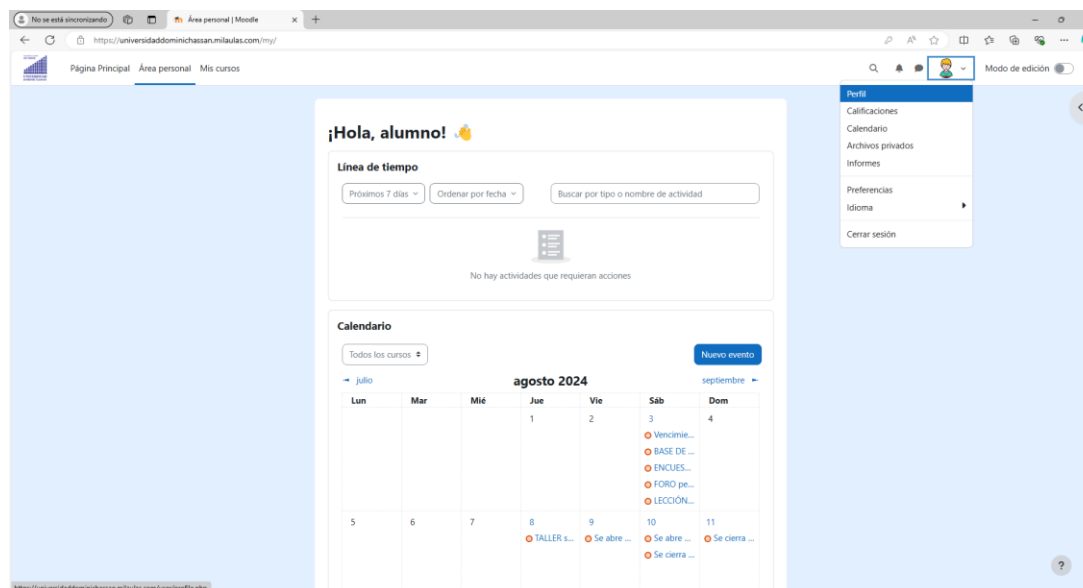 No se está sincronizando
Área personal | Moodle
https://universidaddominichassan.milaulas.com/my/
Página Principal Área personal Mis cursos
Modo de edición
Perfil
Calificaciones
Calendario
Archivos privados
Informes
Preferencias
Idioma
Cerrar sesión
¡Hola, alumno! 👋
Línea de tiempo
Próximos 7 días
Ordenar por fecha
Buscar por tipo o nombre de actividad
No hay actividades que requieran acciones
Calendario
Todos los cursos
Nuevo evento
◄ julio
agosto 2024
septiembre ►
Lun Mar Mié Jue Vie Sáb Dom
1 2 3 4
Vencimie...
BASE DE ...
ENCUES...
FORO pe...
LECCIÓN...
5 6 7 8 9 10 11
TALLER s... Se abre ... Se abre ... Se cierra ...
Se cierra ...
?